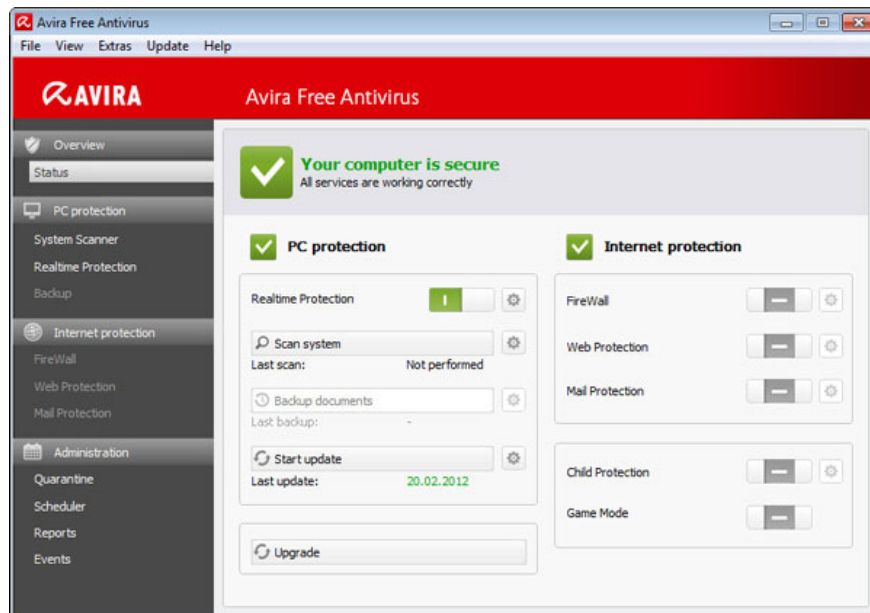 Avira Free Antivirus
File View Extras Update Help
AVIRA
Avira Free Antivirus
Overview
Status
PC protection
System Scanner
Realtime Protection
Backup
Internet protection
FireWall
Web Protection
Mail Protection
Administration
Quarantine
Scheduler
Reports
Events
Your computer is secure
All services are working correctly
PC protection
Realtime Protection
Scan system
Last scan: Not performed
Backup documents
Last backup: -
Start update
Last update: 20.02.2012
Upgrade
Internet protection
FireWall
Web Protection
Mail Protection
Child Protection
Game Mode